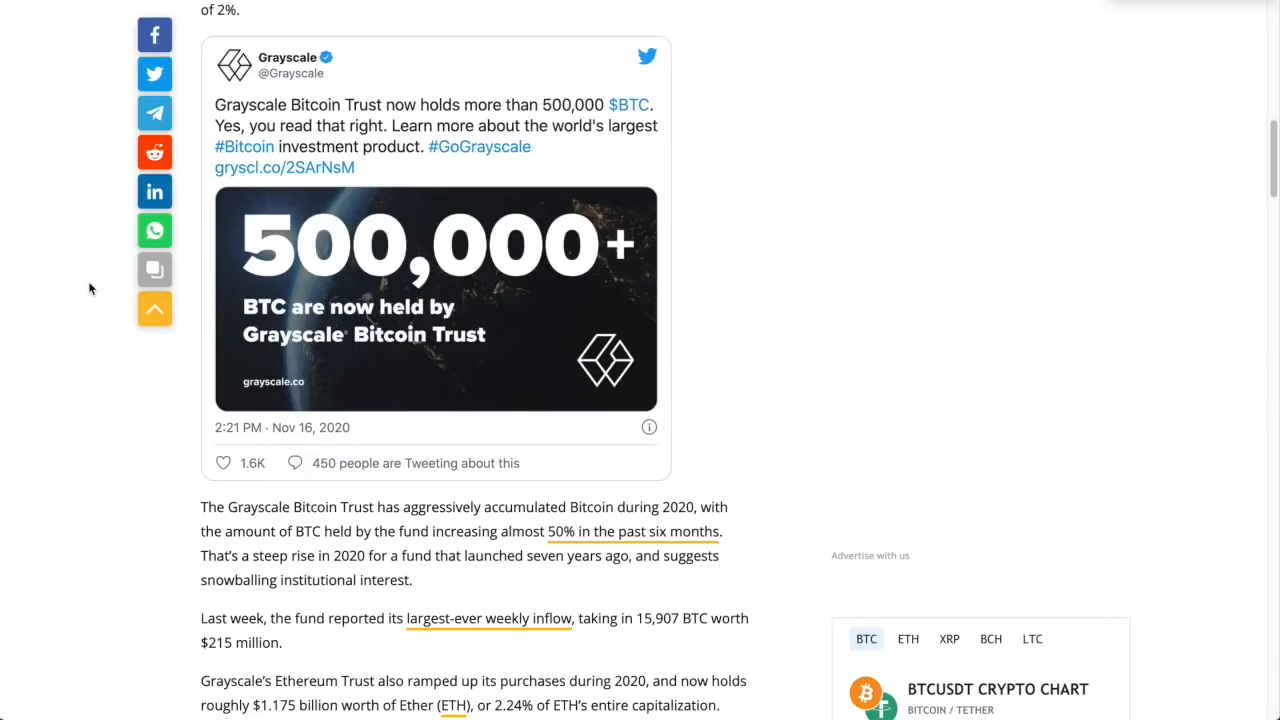 of 2%.
Grayscale
@Grayscale
Grayscale Bitcoin Trust now holds more than 500,000 $BTC.
Yes, you read that right. Learn more about the world's largest
#Bitcoin investment product. #GoGrayscale
gryscl.co/2SArNsM
500,000+
BTC are now held by
Grayscale® Bitcoin Trust
grayscale.co
2:21 PM · Nov 16, 2020
1.6K
450 people are Tweeting about this
The Grayscale Bitcoin Trust has aggressively accumulated Bitcoin during 2020, with
the amount of BTC held by the fund increasing almost 50% in the past six months.
That’s a steep rise in 2020 for a fund that launched seven years ago, and suggests
snowballing institutional interest.
Last week, the fund reported its largest-ever weekly inflow, taking in 15,907 BTC worth
$215 million.
Grayscale’s Ethereum Trust also ramped up its purchases during 2020, and now holds
roughly $1.175 billion worth of Ether (ETH), or 2.24% of ETH’s entire capitalization.
Advertise with us
BTC ETH XRP BCH LTC
BTCUSDT CRYPTO CHART
BITCOIN / TETHER